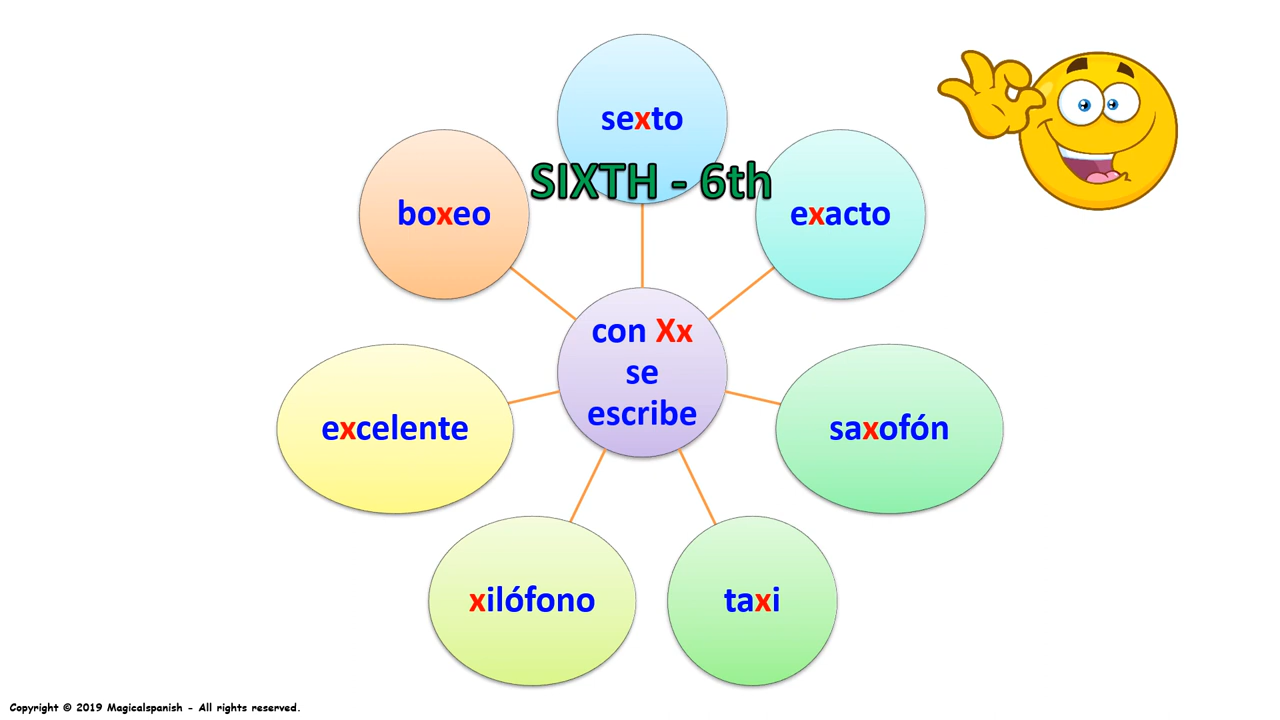 sexto
SIXTH - 6th
boxeo
exacto
con Xx
se
escribe
excelente
saxofón
xilófono
taxi
Copyright © 2019 Magicalspanish - All rights reserved.